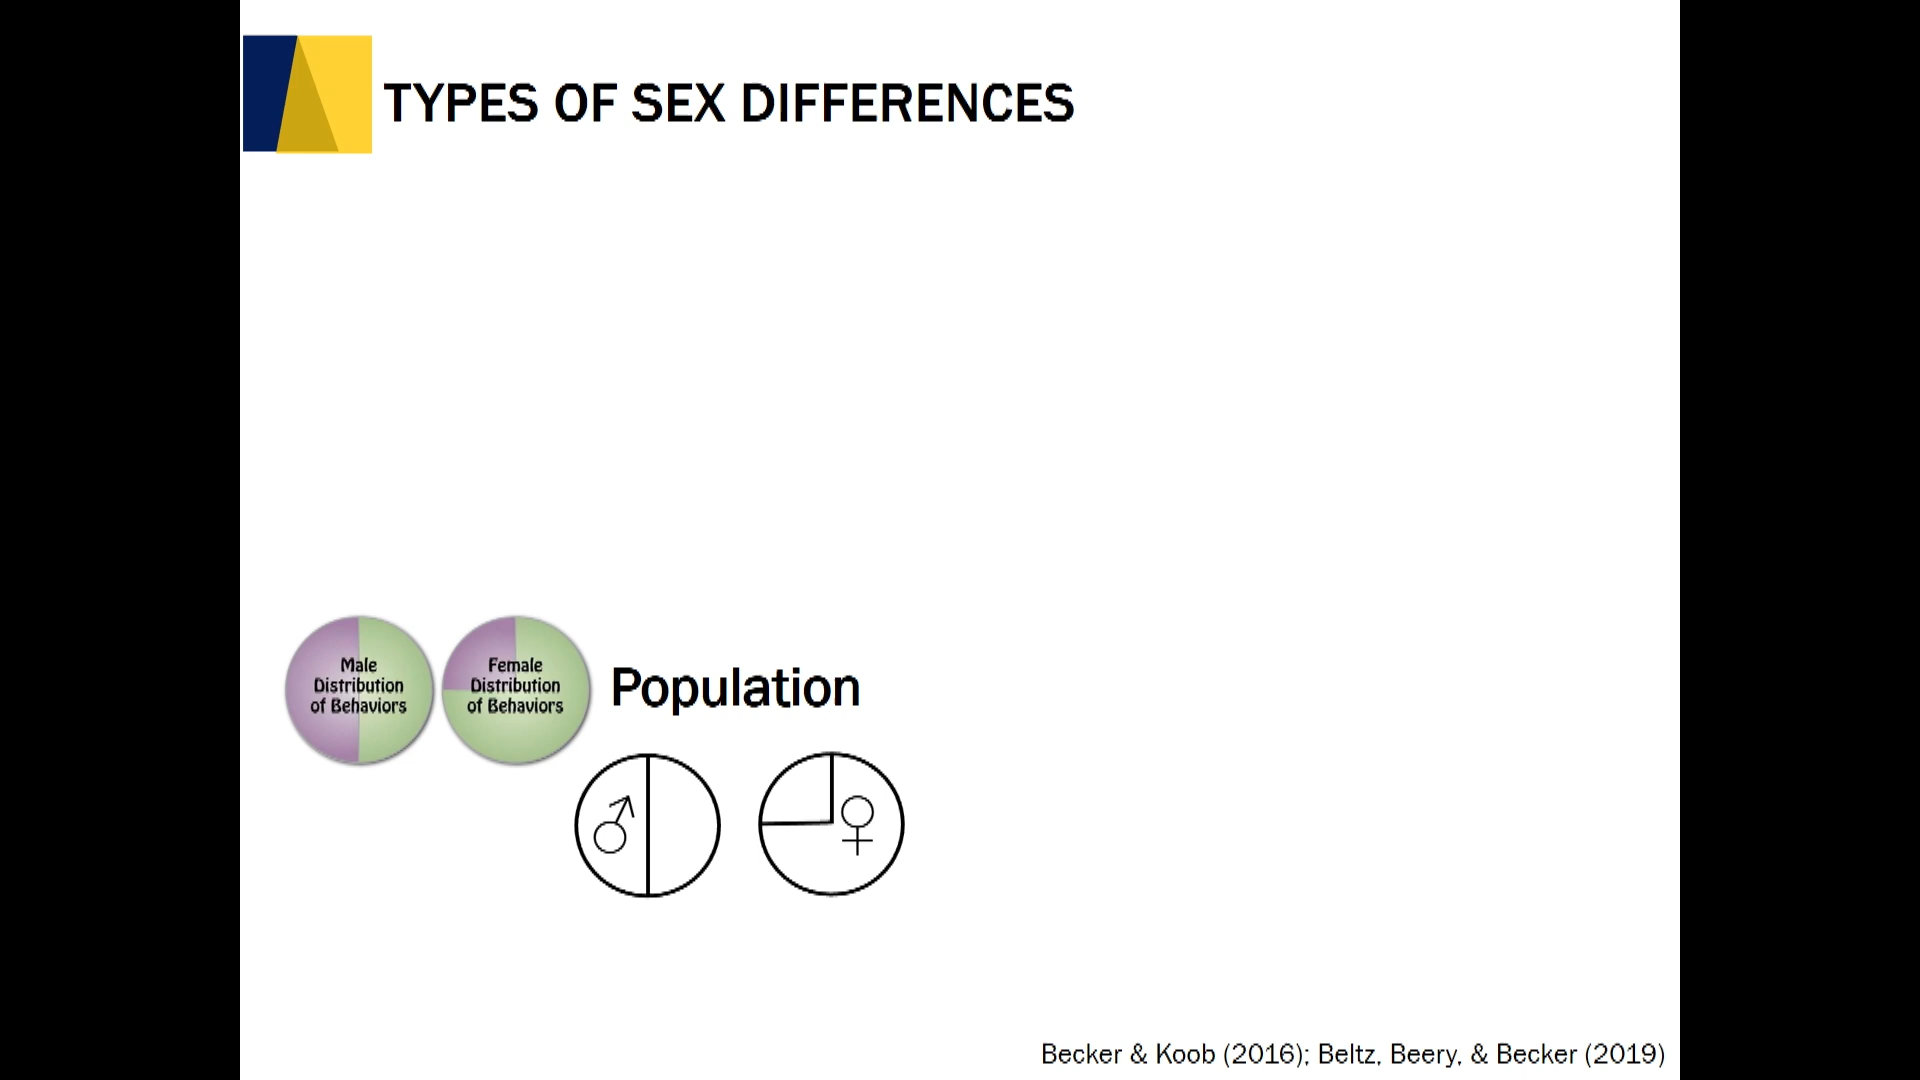 TYPES OF SEX DIFFERENCES
Male
Distribution
of Behaviors
Female
Distribution
of Behaviors
Population
Becker & Koob (2016); Beltz, Beery, & Becker (2019)